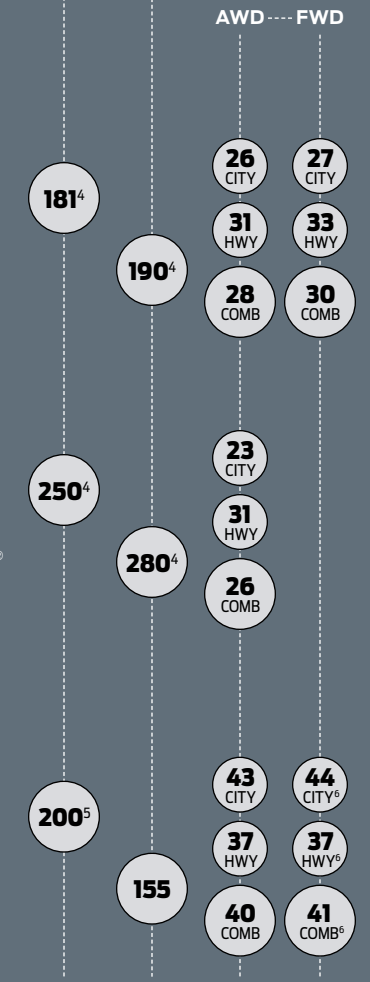 AWD ---- FWD
26 27
CITY CITY
181⁴
31 33
HWY HWY
190⁴
28 30
COMB COMB
23
CITY
250⁴
31
HWY
280⁴
26
COMB
43 44
CITY CITY⁶
200⁵
37 37
HWY HWY⁶
155
40 41
COMB COMB⁶